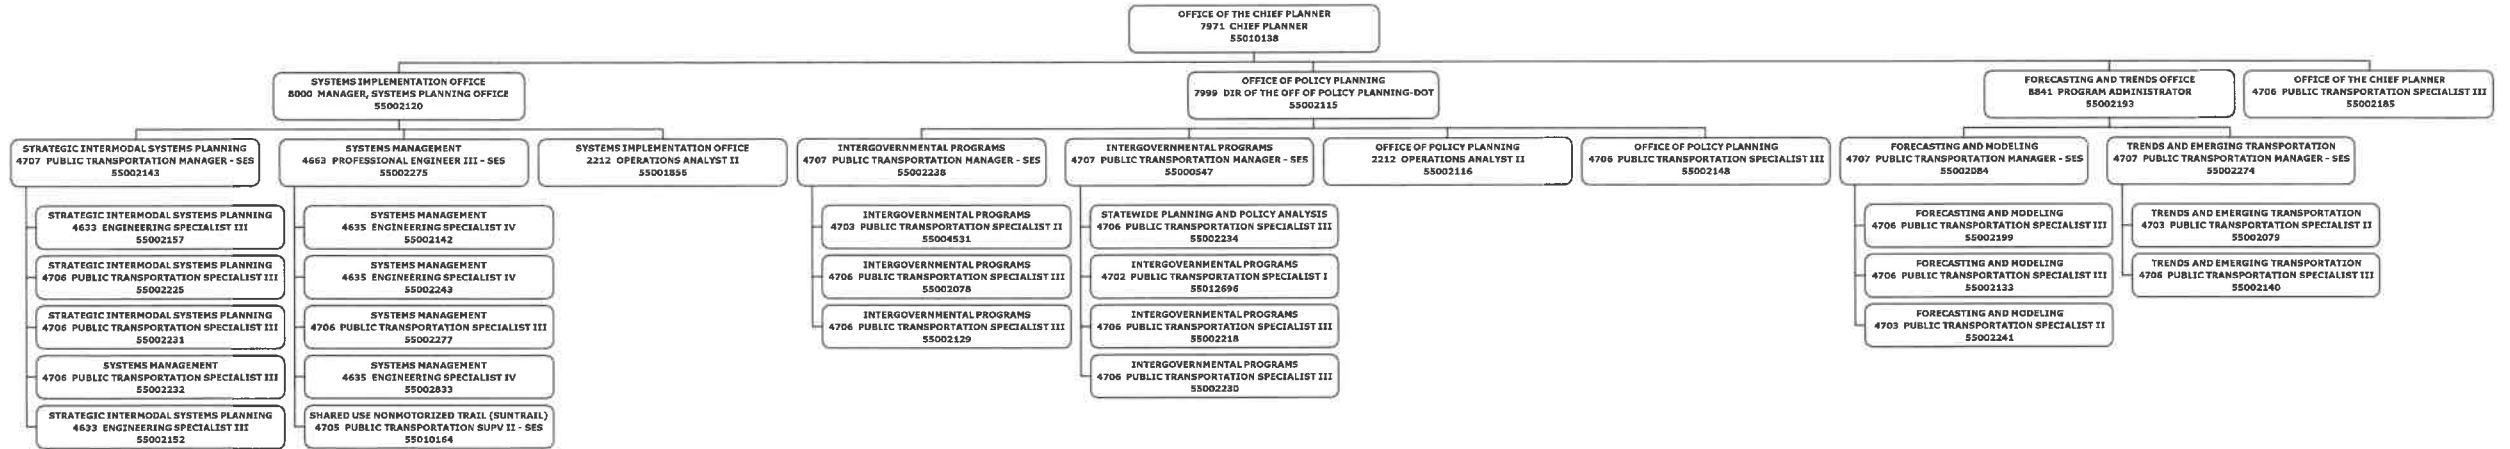 OFFICE OF THE CHIEF PLANNER
7971 CHIEF PLANNER
55010138
SYSTEMS IMPLEMENTATION OFFICE
8000 MANAGER, SYSTEMS PLANNING OFFICE
55002120
OFFICE OF POLICY PLANNING
7999 DIR OF THE OFF OF POLICY PLANNING-DOT
55002115
FORECASTING AND TRENDS OFFICE
8841 PROGRAM ADMINISTRATOR
55002193
OFFICE OF THE CHIEF PLANNER
4706 PUBLIC TRANSPORTATION SPECIALIST III
55002185
STRATEGIC INTERMODAL SYSTEMS PLANNING
4707 PUBLIC TRANSPORTATION MANAGER - SES
55002143
SYSTEMS MANAGEMENT
4663 PROFESSIONAL ENGINEER III - SES
55002275
SYSTEMS IMPLEMENTATION OFFICE
2212 OPERATIONS ANALYST II
55001856
INTERGOVERNMENTAL PROGRAMS
4707 PUBLIC TRANSPORTATION MANAGER - SES
55002238
INTERGOVERNMENTAL PROGRAMS
4707 PUBLIC TRANSPORTATION MANAGER - SES
55000547
OFFICE OF POLICY PLANNING
2212 OPERATIONS ANALYST II
55002116
OFFICE OF POLICY PLANNING
4706 PUBLIC TRANSPORTATION SPECIALIST III
55002148
FORECASTING AND MODELING
4707 PUBLIC TRANSPORTATION MANAGER - SES
55002084
TRENDS AND EMERGING TRANSPORTATION
4707 PUBLIC TRANSPORTATION MANAGER - SES
55002274
STRATEGIC INTERMODAL SYSTEMS PLANNING
4633 ENGINEERING SPECIALIST III
55002157
STRATEGIC INTERMODAL SYSTEMS PLANNING
4706 PUBLIC TRANSPORTATION SPECIALIST III
55002225
STRATEGIC INTERMODAL SYSTEMS PLANNING
4706 PUBLIC TRANSPORTATION SPECIALIST III
55002231
SYSTEMS MANAGEMENT
4706 PUBLIC TRANSPORTATION SPECIALIST III
55002232
STRATEGIC INTERMODAL SYSTEMS PLANNING
4633 ENGINEERING SPECIALIST III
55002152
SYSTEMS MANAGEMENT
4635 ENGINEERING SPECIALIST IV
55002142
SYSTEMS MANAGEMENT
4635 ENGINEERING SPECIALIST IV
55002243
SYSTEMS MANAGEMENT
4706 PUBLIC TRANSPORTATION SPECIALIST III
55002277
SYSTEMS MANAGEMENT
4635 ENGINEERING SPECIALIST IV
55002833
SHARED USE NONMOTORIZED TRAIL (SUNTRAIL)
4705 PUBLIC TRANSPORTATION SUPV II - SES
55010164
INTERGOVERNMENTAL PROGRAMS
4703 PUBLIC TRANSPORTATION SPECIALIST II
55004531
INTERGOVERNMENTAL PROGRAMS
4706 PUBLIC TRANSPORTATION SPECIALIST III
55002078
INTERGOVERNMENTAL PROGRAMS
4706 PUBLIC TRANSPORTATION SPECIALIST III
55002129
STATEWIDE PLANNING AND POLICY ANALYSIS
4706 PUBLIC TRANSPORTATION SPECIALIST III
55002234
INTERGOVERNMENTAL PROGRAMS
4702 PUBLIC TRANSPORTATION SPECIALIST I
55012696
INTERGOVERNMENTAL PROGRAMS
4706 PUBLIC TRANSPORTATION SPECIALIST III
55002218
INTERGOVERNMENTAL PROGRAMS
4706 PUBLIC TRANSPORTATION SPECIALIST III
55002230
FORECASTING AND MODELING
4706 PUBLIC TRANSPORTATION SPECIALIST III
55002199
FORECASTING AND MODELING
4706 PUBLIC TRANSPORTATION SPECIALIST III
55002133
FORECASTING AND MODELING
4703 PUBLIC TRANSPORTATION SPECIALIST II
55002241
TRENDS AND EMERGING TRANSPORTATION
4703 PUBLIC TRANSPORTATION SPECIALIST II
55002079
TRENDS AND EMERGING TRANSPORTATION
4706 PUBLIC TRANSPORTATION SPECIALIST III
55002140